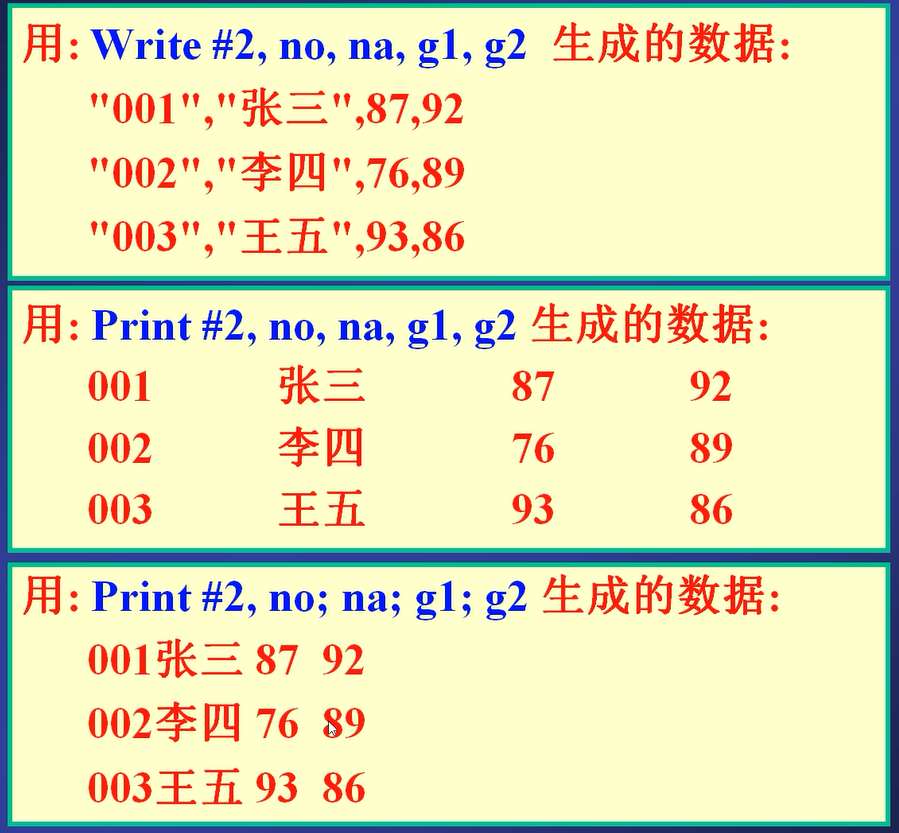 用: Write #2, no, na, g1, g2 生成的数据:
"001","张三",87,92
"002","李四",76,89
"003","王五",93,86
用: Print #2, no, na, g1, g2 生成的数据:
001 张三 87 92
002 李四 76 89
003 王五 93 86
用: Print #2, no; na; g1; g2 生成的数据:
001张三 87 92
002李四 76 89
003王五 93 86